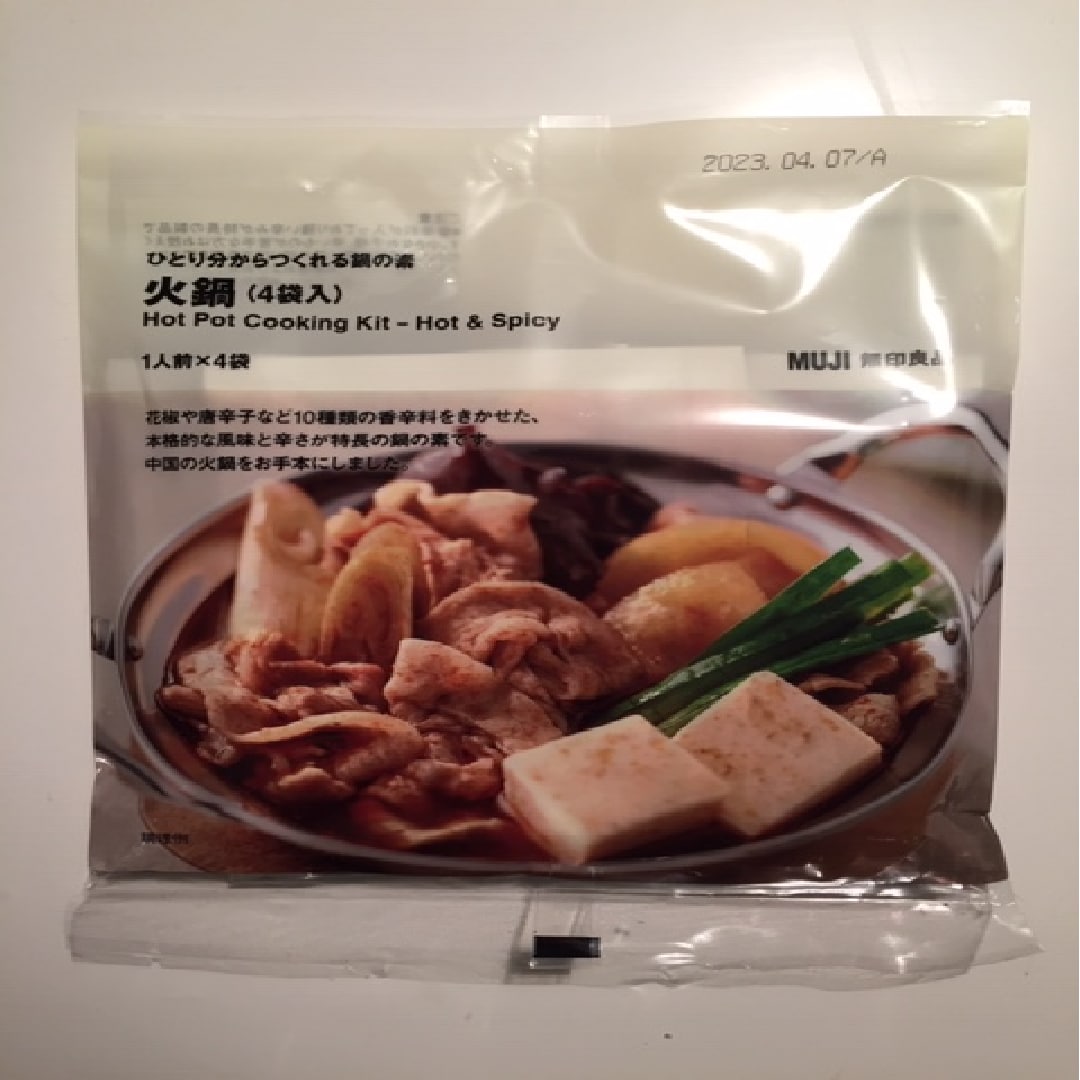 2023. 04. 07/A
ひとり分からつくれる鍋の素
火鍋（4袋入）
Hot Pot Cooking Kit – Hot & Spicy
1人前×4袋
MUJI 無印良品
花椒や唐辛子など10種類の香辛料をきかせた、
本格的な風味と辛さが特長の鍋の素です。
中国の火鍋をお手本にしました。
調理例